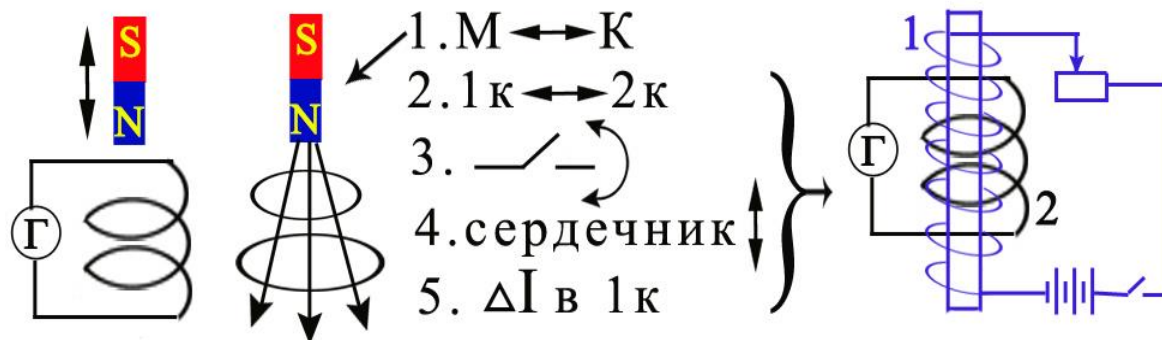 S
N
Г
S
N
1. М ↔ К
2. 1к ↔ 2к
3.
4. сердечник
5. ΔI в 1к
1
Г
2